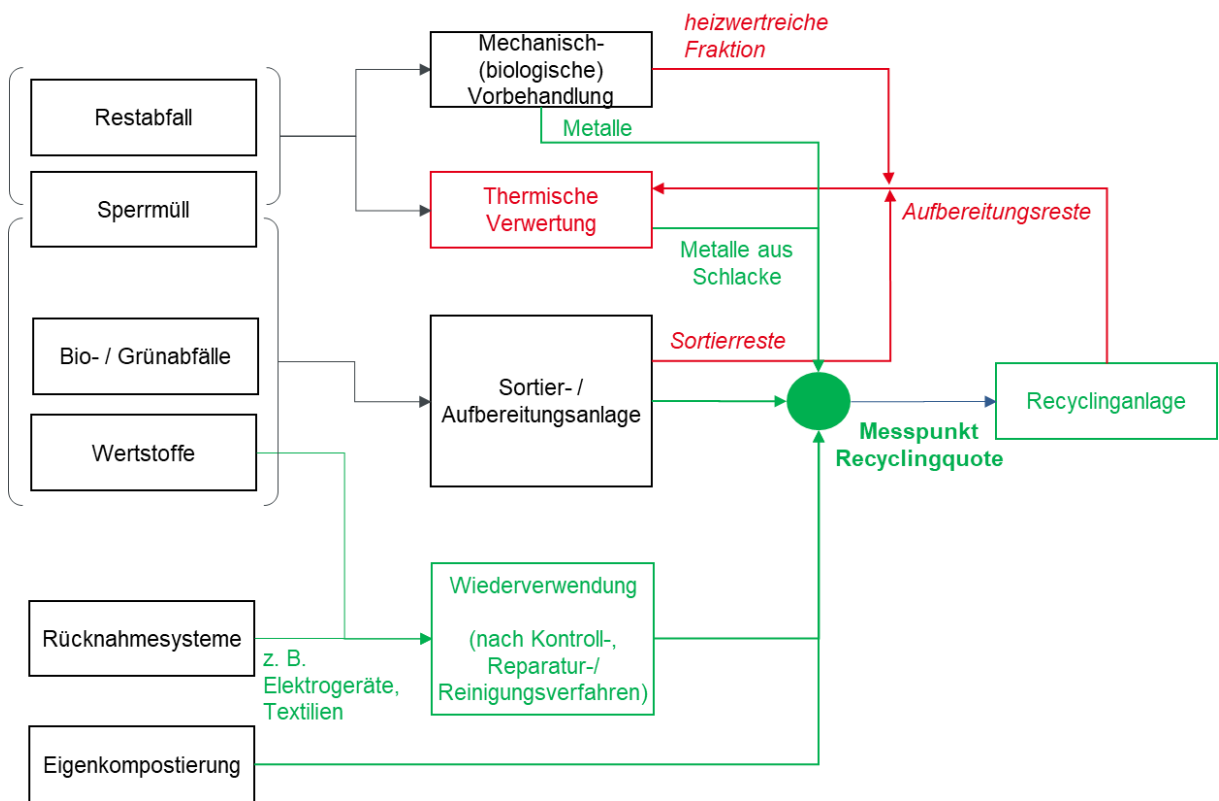 heizwertreiche
Fraktion
Mechanisch-
(biologische)
Vorbehandlung
Restabfall
Metalle
Sperrmüll
Thermische
Verwertung
Aufbereitungsreste
Metalle aus
Schlacke
Bio- / Grünabfälle
Sortierreste
Sortier- /
Aufbereitungsanlage
Recyclinganlage
Wertstoffe
Messpunkt
Recyclingquote
Wiederverwendung
(nach Kontroll-,
Reparatur-/
Reinigungsverfahren)
Rücknahmesysteme
z. B.
Elektrogeräte,
Textilien
Eigenkompostierung